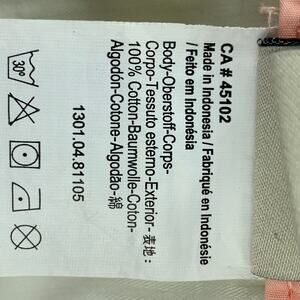 CA # 45102
Made in Indonesia / Fabriqué en Indonésie
/ Feito em Indonésia
Body-Oberstoff-Corps-
Corpo-Tessuto esterno-Exterior-表地:
100% Cotton-Baumwolle-Coton-
Algodón-Cotone-Algodão-綿
1301.04.81105
30°